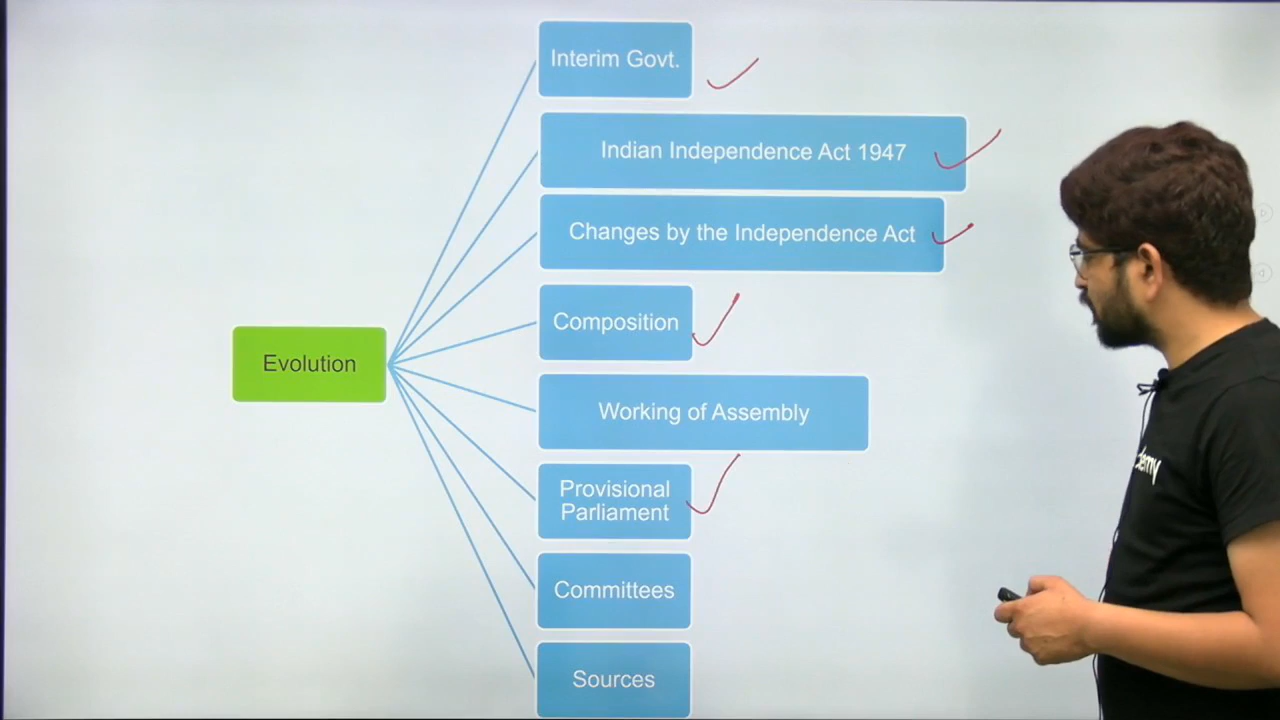 Interim Govt.
Indian Independence Act 1947
Changes by the Independence Act
Composition
Evolution
Working of Assembly
Provisional
Parliament
Committees
Sources